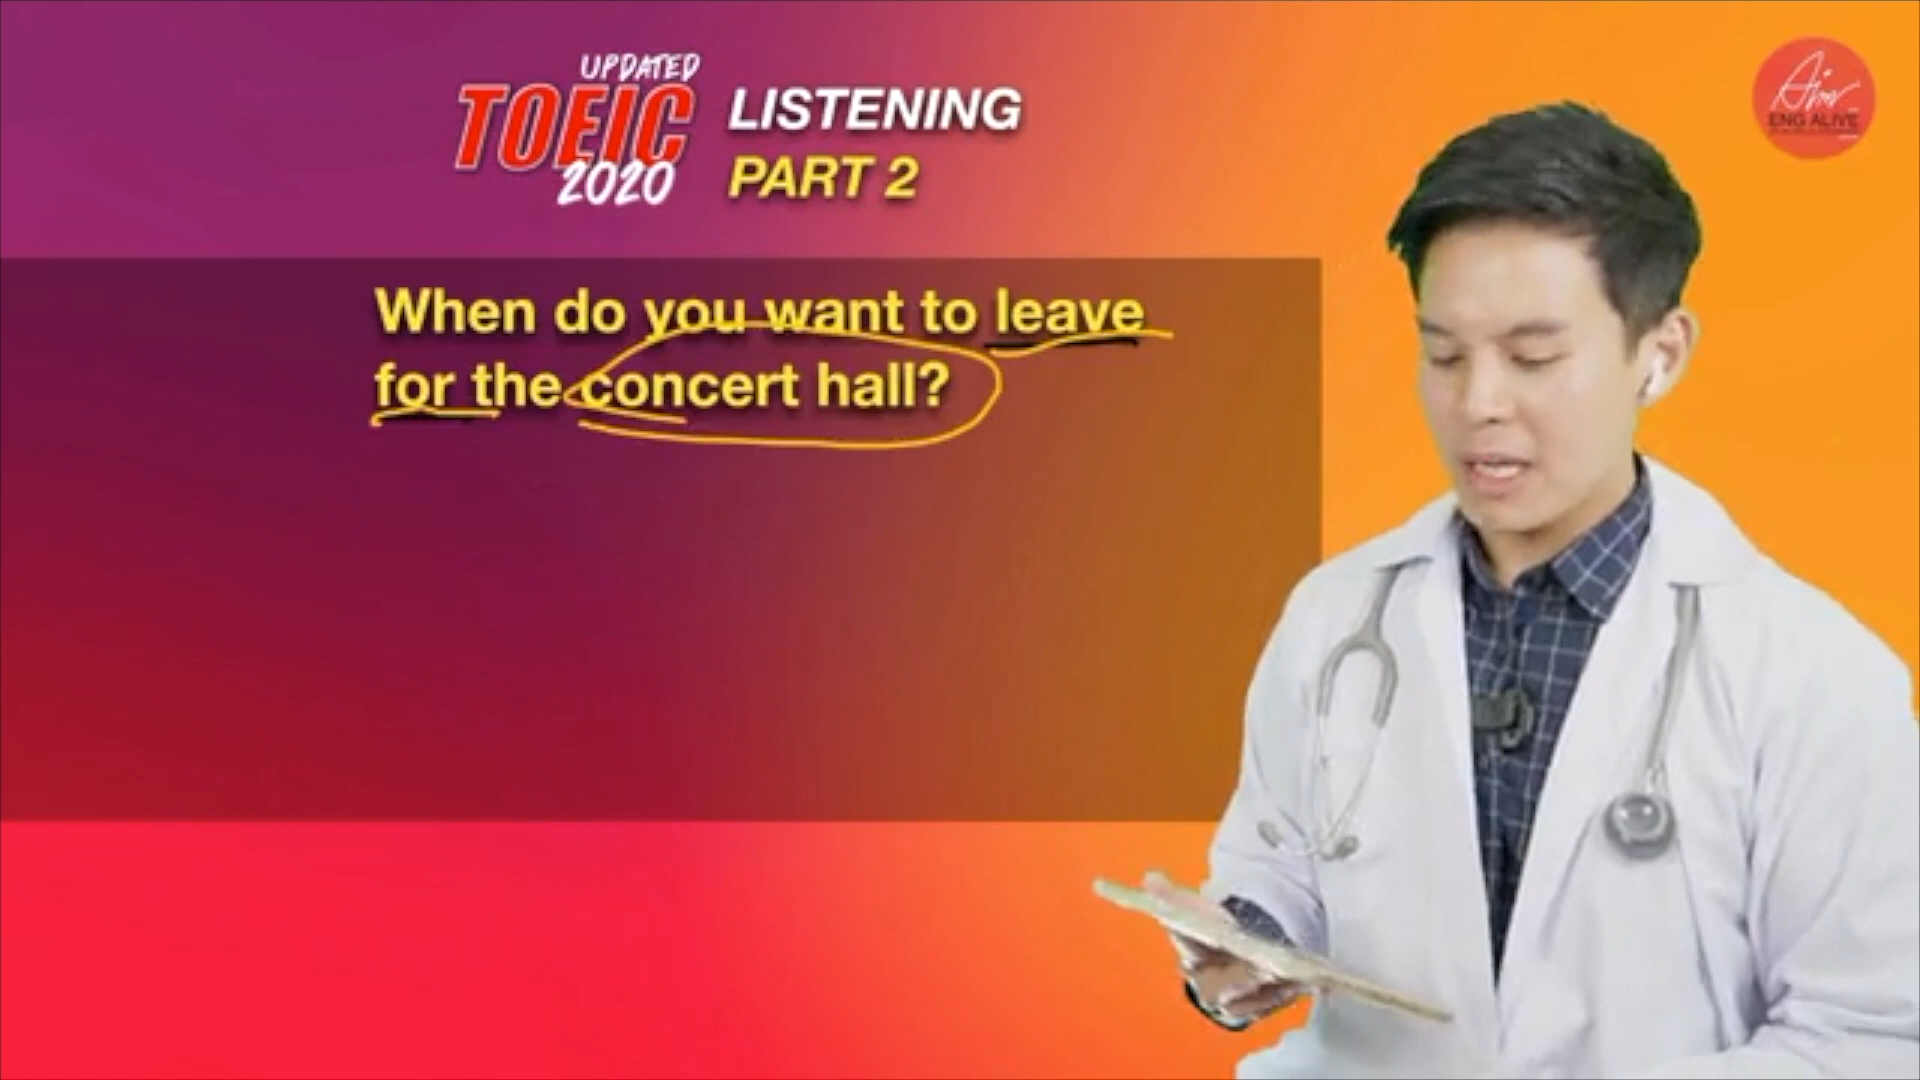 UPDATED
TOEIC
2020
LISTENING
PART 2
ENG ALIVE
When do you want to leave
for the concert hall?